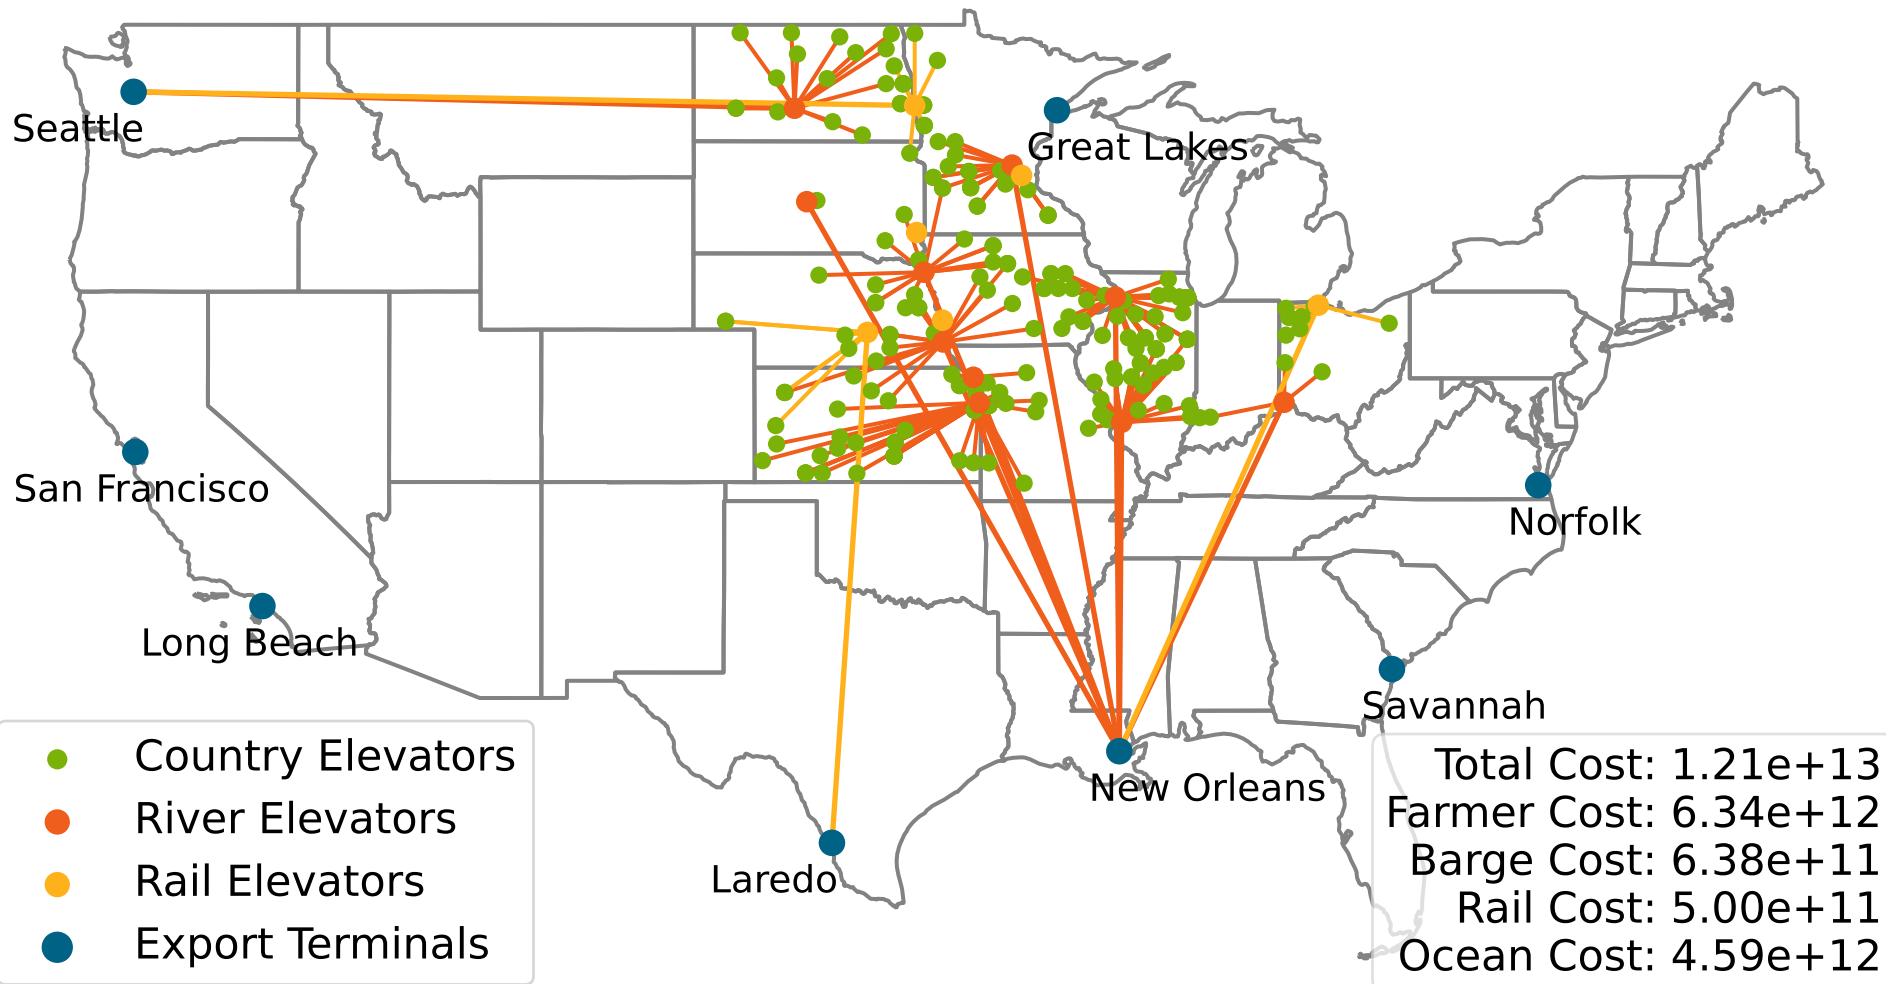 Seattle
Great Lakes
San Francisco
Norfolk
Long Beach
Savannah
New Orleans
Laredo
Country Elevators
River Elevators
Rail Elevators
Export Terminals
Total Cost: 1.21e+13
Farmer Cost: 6.34e+12
Barge Cost: 6.38e+11
Rail Cost: 5.00e+11
Ocean Cost: 4.59e+12